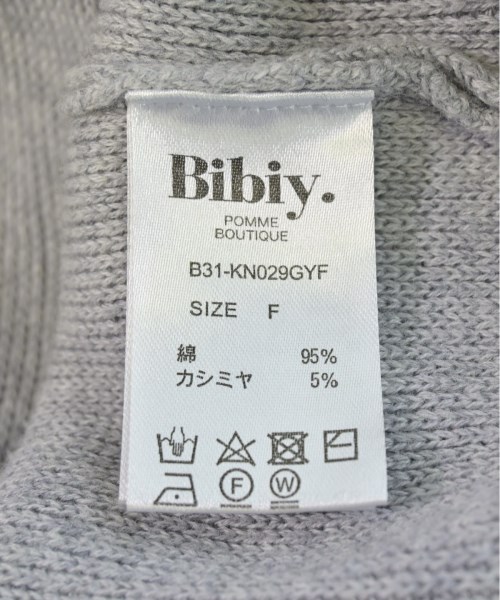 Bibiy.
POMME
BOUTIQUE
B31-KN029GYF
SIZE F
綿 95%
カシミヤ 5%
F W